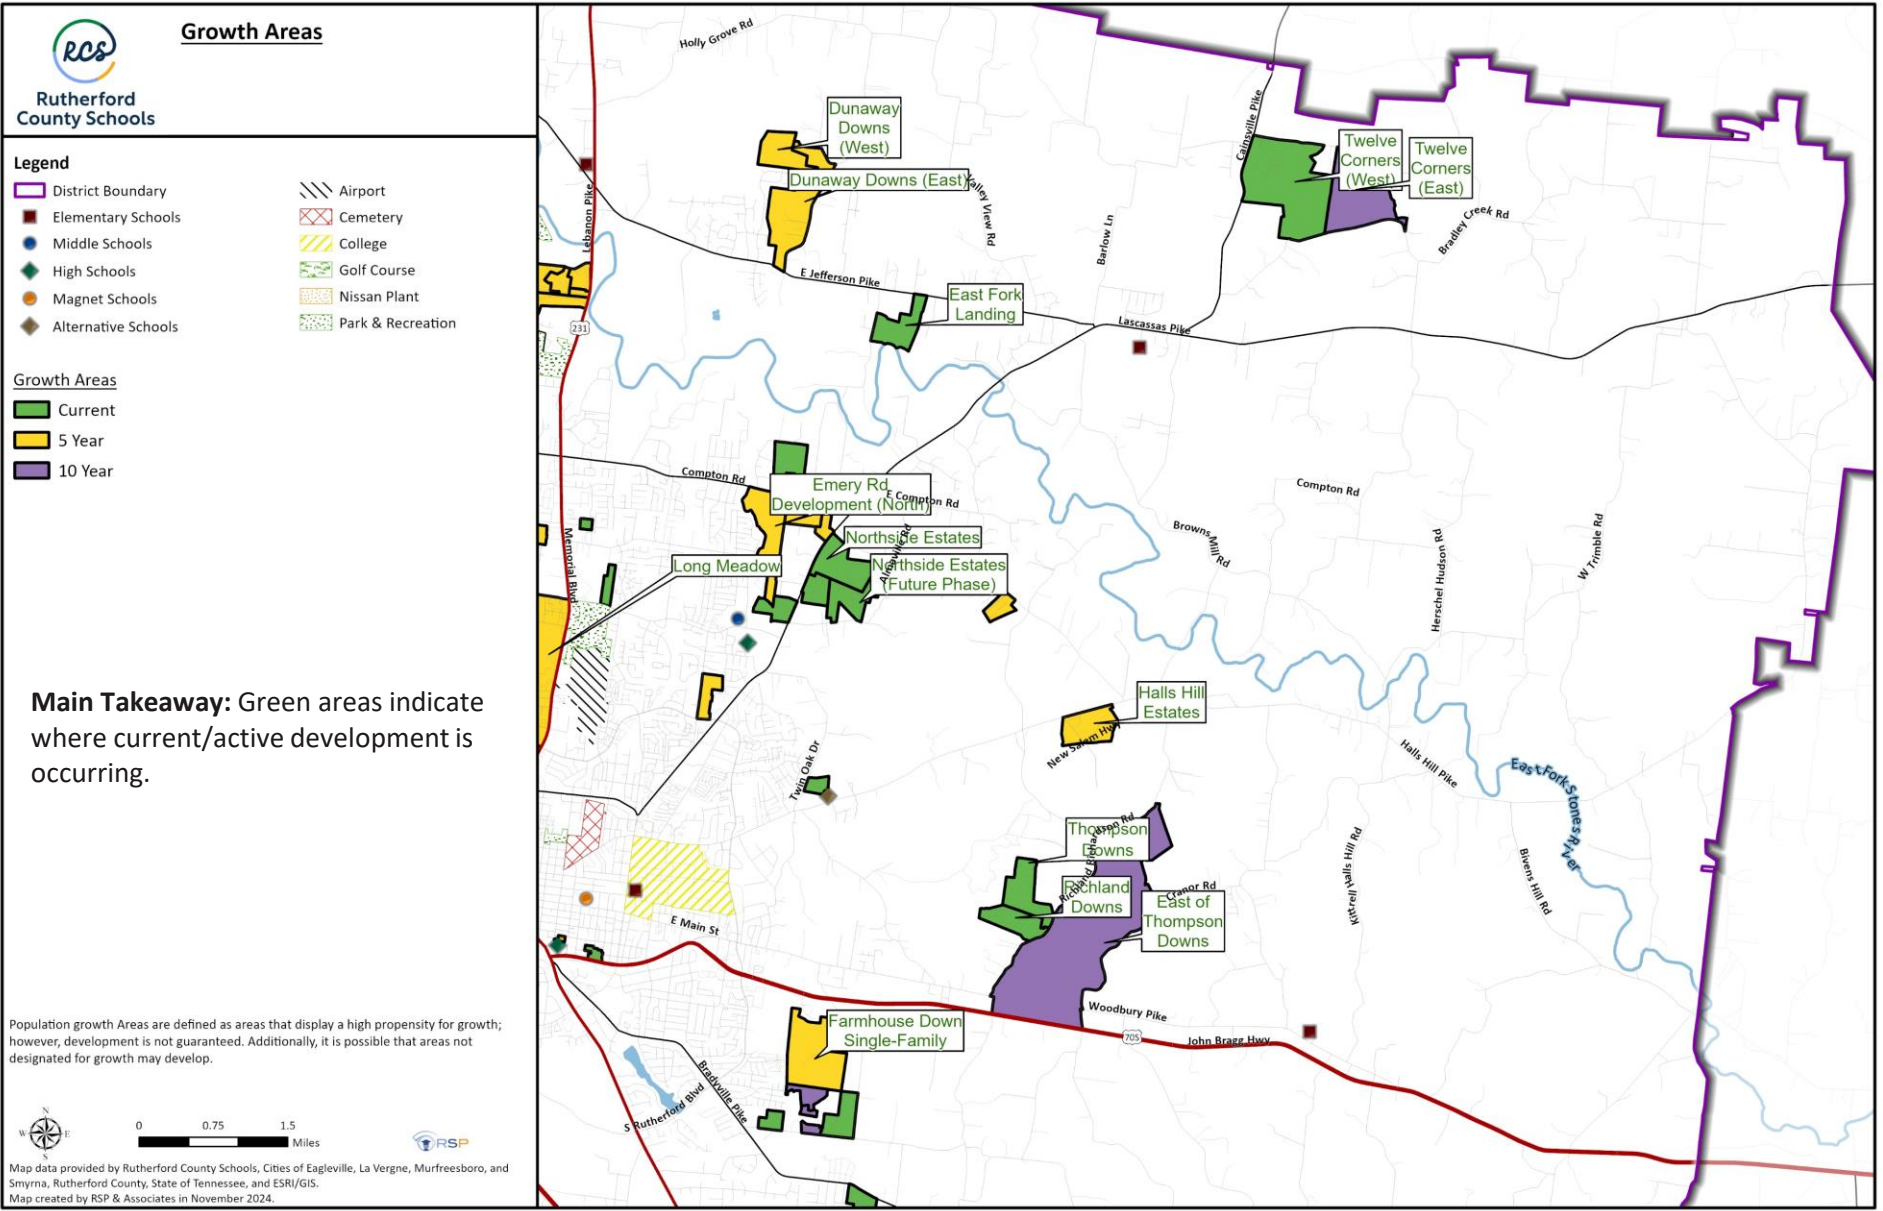 Growth Areas
RCS
Rutherford
County Schools
Legend
District Boundary
Elementary Schools
Middle Schools
High Schools
Magnet Schools
Alternative Schools
Airport
Cemetery
College
Golf Course
Nissan Plant
Park & Recreation
Growth Areas
Current
5 Year
10 Year
Main Takeaway: Green areas indicate
where current/active development is
occurring.
Population growth Areas are defined as areas that display a high propensity for growth;
however, development is not guaranteed. Additionally, it is possible that areas not
designated for growth may develop.
N
W
E
S
0
0.75
1.5
Miles
RSP
Map data provided by Rutherford County Schools, Cities of Eagleville, La Vergne, Murfreesboro, and
Smyrna, Rutherford County, State of Tennessee, and ESRI/GIS.
Map created by RSP & Associates in November 2024.
Holly Grove Rd
Dunaway
Downs
(West)
Dunaway Downs (East)
Valley View Rd
Lebanon Pike
231
E Jefferson Pike
East Fork
Landing
Barlow Ln
Cainsville Pike
Twelve
Corners
(West)
Twelve
Corners
(East)
Bradley Creek Rd
Lascassas Pike
Compton Rd
Emery Rd
Development (North)
E Compton Rd
Northside Estates
Northside Estates
(Future Phase)
Almaville Rd
Long Meadow
Memorial Blvd
Compton Rd
Browns Mill Rd
Herschel Hudson Rd
W Trimble Rd
Halls Hill
Estates
New Salem Hwy
Halls Hill Pike
East Fork Stones River
Twin Oak Dr
Thompson
Downs
Richland Richardson Rd
Richland
Downs
Cranor Rd
East of
Thompson
Downs
Kittrell Halls Hill Rd
Bivens Hill Rd
E Main St
Woodbury Pike
70S
John Bragg Hwy
Farmhouse Down
Single-Family
Bradyville Pike
S Rutherford Blvd